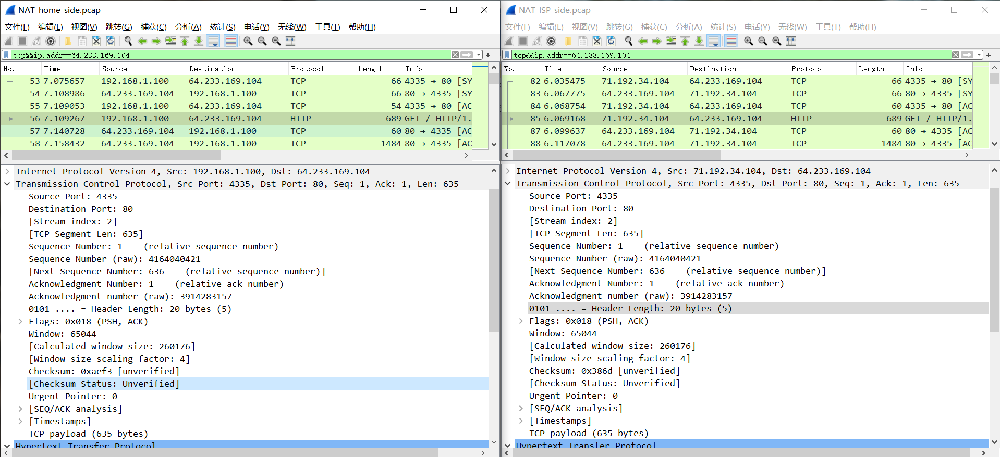 NAT_home_side.pcap
文件(F) 编辑(E) 视图(V) 跳转(G) 捕获(C) 分析(A) 统计(S) 电话(Y) 无线(W) 工具(T) 帮助(H)
tcp&&ip.addr==64.233.169.104
No. Time Source Destination Protocol Length Info
53 7.075657 192.168.1.100 64.233.169.104 TCP 66 4335 → 80 [SY
54 7.108986 64.233.169.104 192.168.1.100 TCP 66 80 → 4335 [SY
55 7.109053 192.168.1.100 64.233.169.104 TCP 54 4335 → 80 [AC
56 7.109267 192.168.1.100 64.233.169.104 HTTP 689 GET / HTTP/1.
57 7.140728 64.233.169.104 192.168.1.100 TCP 60 80 → 4335 [AC
58 7.158432 64.233.169.104 192.168.1.100 TCP 1484 80 → 4335 [AC
Internet Protocol Version 4, Src: 192.168.1.100, Dst: 64.233.169.104
Transmission Control Protocol, Src Port: 4335, Dst Port: 80, Seq: 1, Ack: 1, Len: 635
Source Port: 4335
Destination Port: 80
[Stream index: 2]
[TCP Segment Len: 635]
Sequence Number: 1 (relative sequence number)
Sequence Number (raw): 4164040421
[Next Sequence Number: 636 (relative sequence number)]
Acknowledgment Number: 1 (relative ack number)
Acknowledgment number (raw): 3914283157
0101 .... = Header Length: 20 bytes (5)
Flags: 0x018 (PSH, ACK)
Window: 65044
[Calculated window size: 260176]
[Window size scaling factor: 4]
Checksum: 0xaef3 [unverified]
[Checksum Status: Unverified]
Urgent Pointer: 0
[SEQ/ACK analysis]
[Timestamps]
TCP payload (635 bytes)
Hypertext Transfer Protocol
NAT_ISP_side.pcap
文件(F) 编辑(E) 视图(V) 跳转(G) 捕获(C) 分析(A) 统计(S) 电话(Y) 无线(W) 工具(T) 帮助(H)
tcp&&ip.addr==64.233.169.104
No. Time Source Destination Protocol Length Info
82 6.035475 71.192.34.104 64.233.169.104 TCP 66 4335 → 80 [SY
83 6.067775 64.233.169.104 71.192.34.104 TCP 66 80 → 4335 [SY
84 6.068754 71.192.34.104 64.233.169.104 TCP 60 4335 → 80 [AC
85 6.069168 71.192.34.104 64.233.169.104 HTTP 689 GET / HTTP/1.
87 6.099637 64.233.169.104 71.192.34.104 TCP 60 80 → 4335 [AC
88 6.117078 64.233.169.104 71.192.34.104 TCP 1484 80 → 4335 [AC
Internet Protocol Version 4, Src: 71.192.34.104, Dst: 64.233.169.104
Transmission Control Protocol, Src Port: 4335, Dst Port: 80, Seq: 1, Ack: 1, Len: 635
Source Port: 4335
Destination Port: 80
[Stream index: 2]
[TCP Segment Len: 635]
Sequence Number: 1 (relative sequence number)
Sequence Number (raw): 4164040421
[Next Sequence Number: 636 (relative sequence number)]
Acknowledgment Number: 1 (relative ack number)
Acknowledgment number (raw): 3914283157
0101 .... = Header Length: 20 bytes (5)
Flags: 0x018 (PSH, ACK)
Window: 65044
[Calculated window size: 260176]
[Window size scaling factor: 4]
Checksum: 0x386d [unverified]
[Checksum Status: Unverified]
Urgent Pointer: 0
[SEQ/ACK analysis]
[Timestamps]
TCP payload (635 bytes)
Hypertext Transfer Protocol